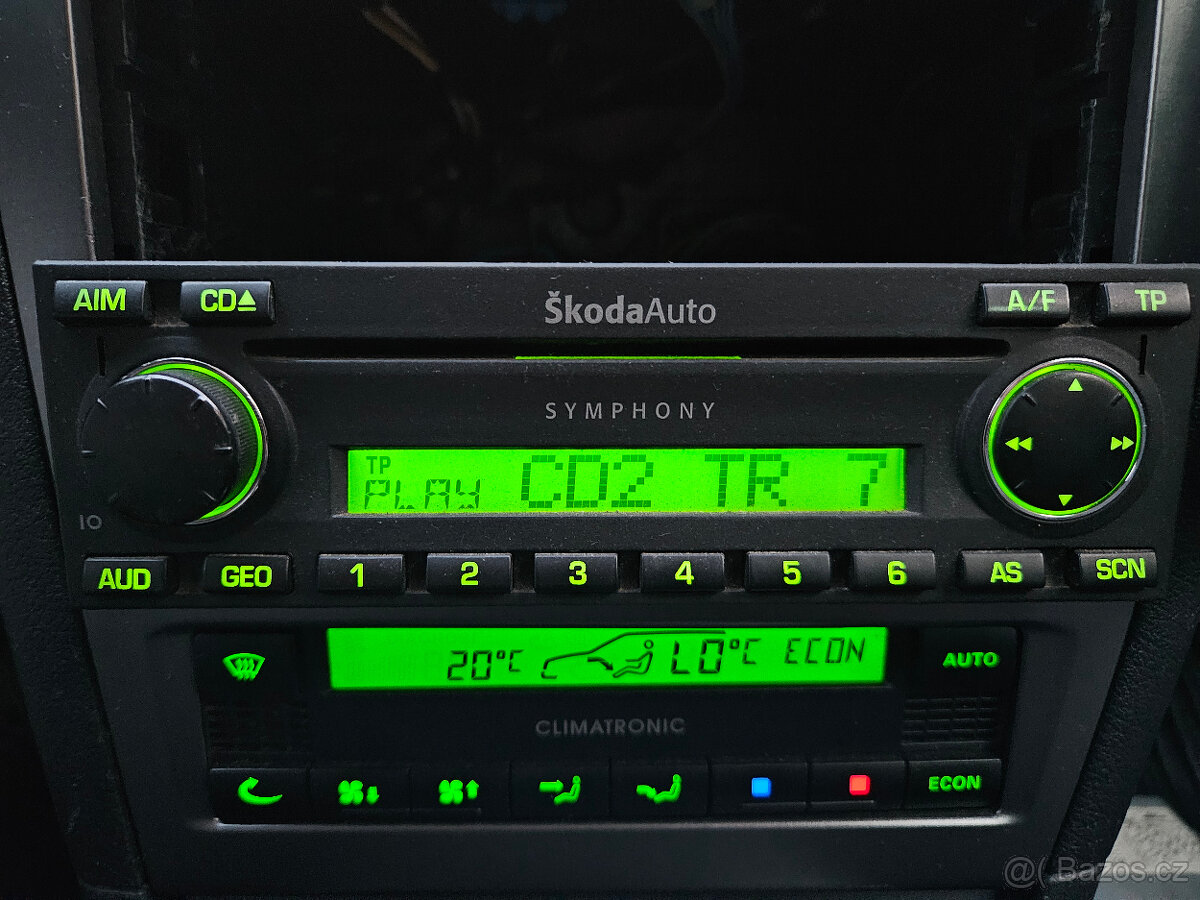 AIM CD ŠkodaAuto A/F TP
SYMPHONY
TP
PLAY CD2 TR 7
IO
AUD GEO 1 2 3 4 5 6 AS SCN
20°C LO°C ECON AUTO
CLIMATRONIC
ECON
@( Bazos.cz